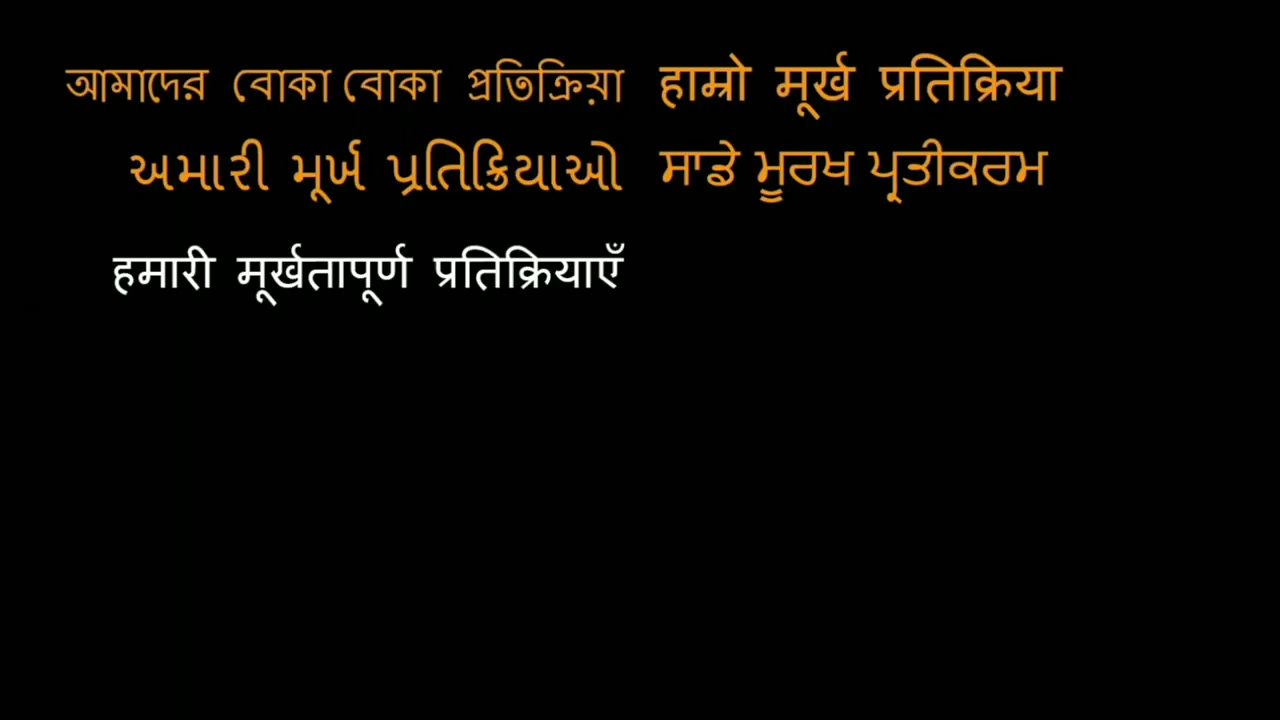 আমাদের বোকা বোকা প্রতিক্রিয়া हाम्रो मूर्ख प्रतिक्रिया
અમારી મૂર્ખ પ્રતિક્રિયાઓ ਸਾਡੇ ਮੂਰਖ ਪ੍ਰਤੀਕਰਮ
हमारी मूर्खतापूर्ण प्रतिक्रियाएँ